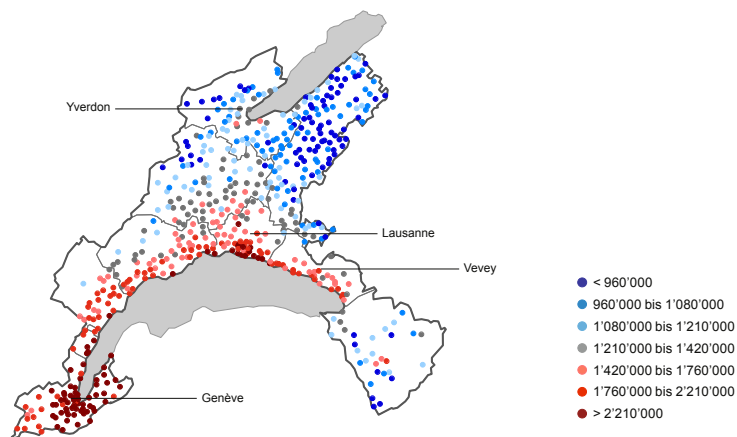 Yverdon
Lausanne
Vevey
Genève
< 960’000
960’000 bis 1’080’000
1’080’000 bis 1’210’000
1’210’000 bis 1’420’000
1’420’000 bis 1’760’000
1’760’000 bis 2’210’000
> 2’210’000